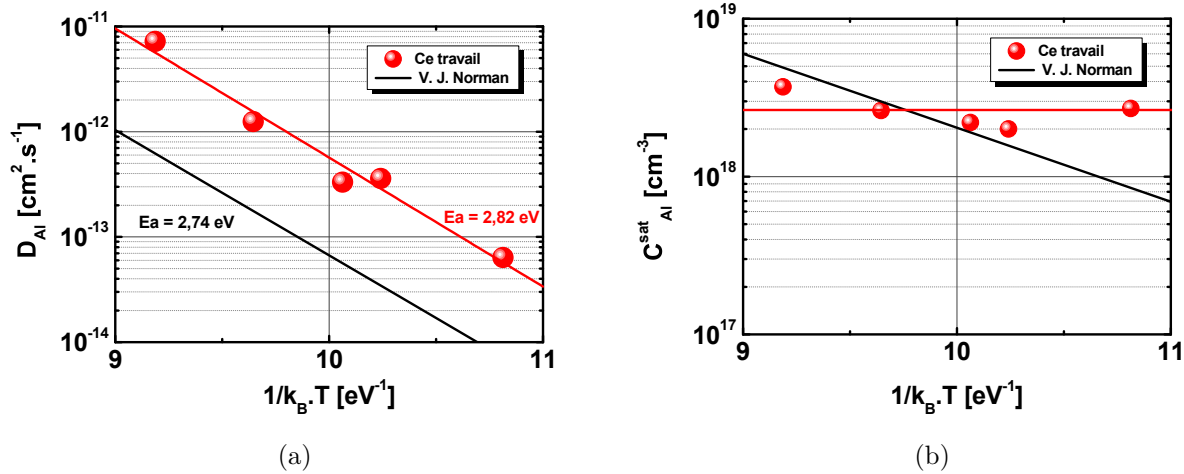 10^-11
10^-12
10^-13
10^-14
D_Al [cm².s^-1]
Ce travail
V. J. Norman
Ea = 2,74 eV
Ea = 2,82 eV
9
10
11
1/k_B.T [eV^-1]
(a)
10^19
10^18
10^17
C^sat_Al [cm^-3]
Ce travail
V. J. Norman
9
10
11
1/k_B.T [eV^-1]
(b)